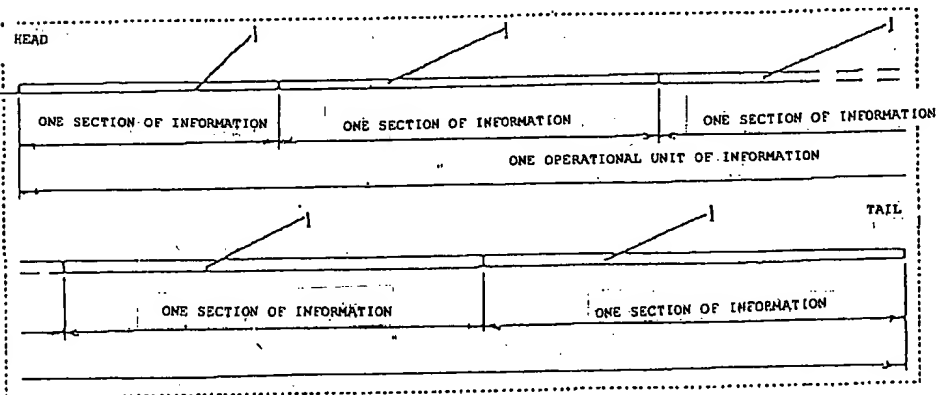 HEAD
1 1 1
ONE SECTION OF INFORMATION ONE SECTION OF INFORMATION ONE SECTION OF INFORMATION
ONE OPERATIONAL UNIT OF INFORMATION
TAIL
1 1
ONE SECTION OF INFORMATION ONE SECTION OF INFORMATION